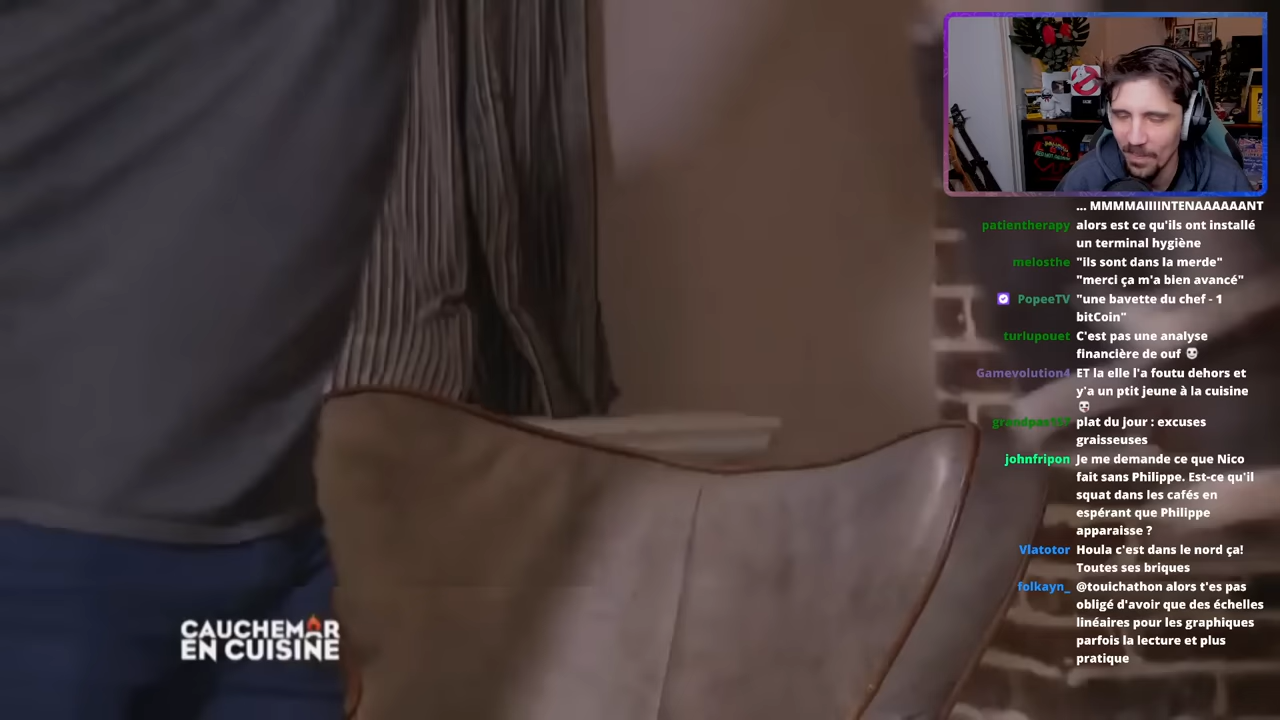 ... MMMMAIIIINTENAAAAAANT
patientherapy alors est ce qu'ils ont installé
un terminal hygiène
melosthe "ils sont dans la merde"
"merci ça m'a bien avancé"
PopeeTV "une bavette du chef - 1
bitCoin"
turlupouet C'est pas une analyse
financière de ouf
Gamevolution4 ET la elle l'a foutu dehors et
y'a un ptit jeune à la cuisine
plat du jour : excuses
graisseuses
johnfripon Je me demande ce que Nico
fait sans Philippe. Est-ce qu'il
squat dans les cafés en
espérant que Philippe
apparaisse ?
Vlatotor Houla c'est dans le nord ça!
Toutes ses briques
folkayn_ @touichathon alors t'es pas
obligé d'avoir que des échelles
linéaires pour les graphiques
parfois la lecture et plus
pratique
CAUCHEMAR
EN CUISINE